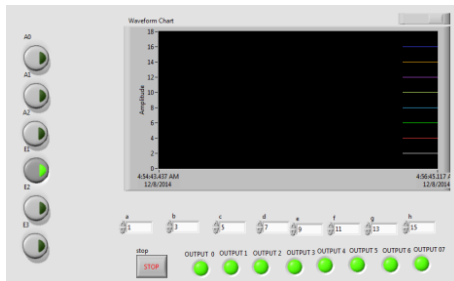 Waveform Chart
A0
A1
A2
E1
E2
E3
Amplitude
18
16
14
12
10
8
6
4
2
0
4:54:43.437 AM
12/8/2014
4:56:45.117 A
12/8/2014
a b c d e f g h
1 3 5 7 9 11 13 15
stop
STOP
OUTPUT 0 OUTPUT 1 OUTPUT 2 OUTPUT 3 OUTPUT 4 OUTPUT 5 OUTPUT 6 OUTPUT 07